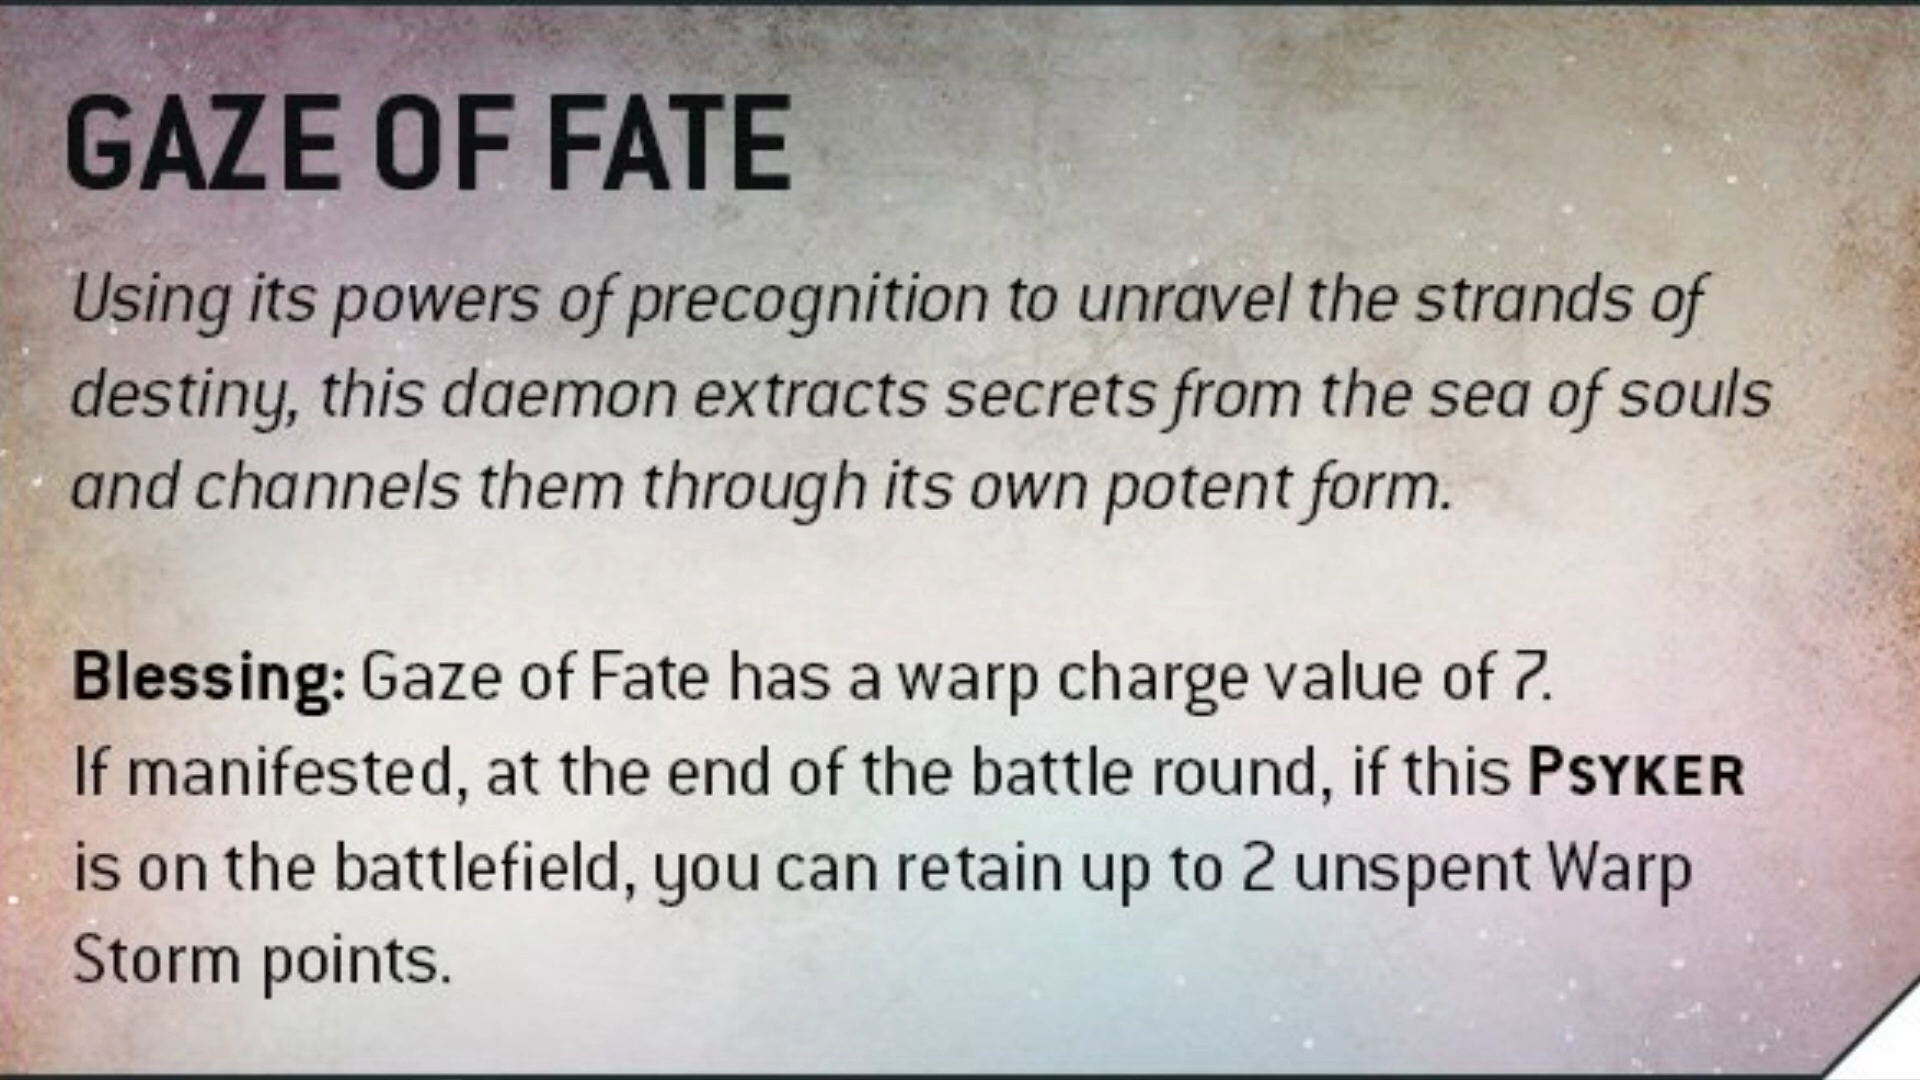 GAZE OF FATE
Using its powers of precognition to unravel the strands of
destiny, this daemon extracts secrets from the sea of souls
and channels them through its own potent form.
Blessing: Gaze of Fate has a warp charge value of 7.
If manifested, at the end of the battle round, if this PSYKER
is on the battlefield, you can retain up to 2 unspent Warp
Storm points.